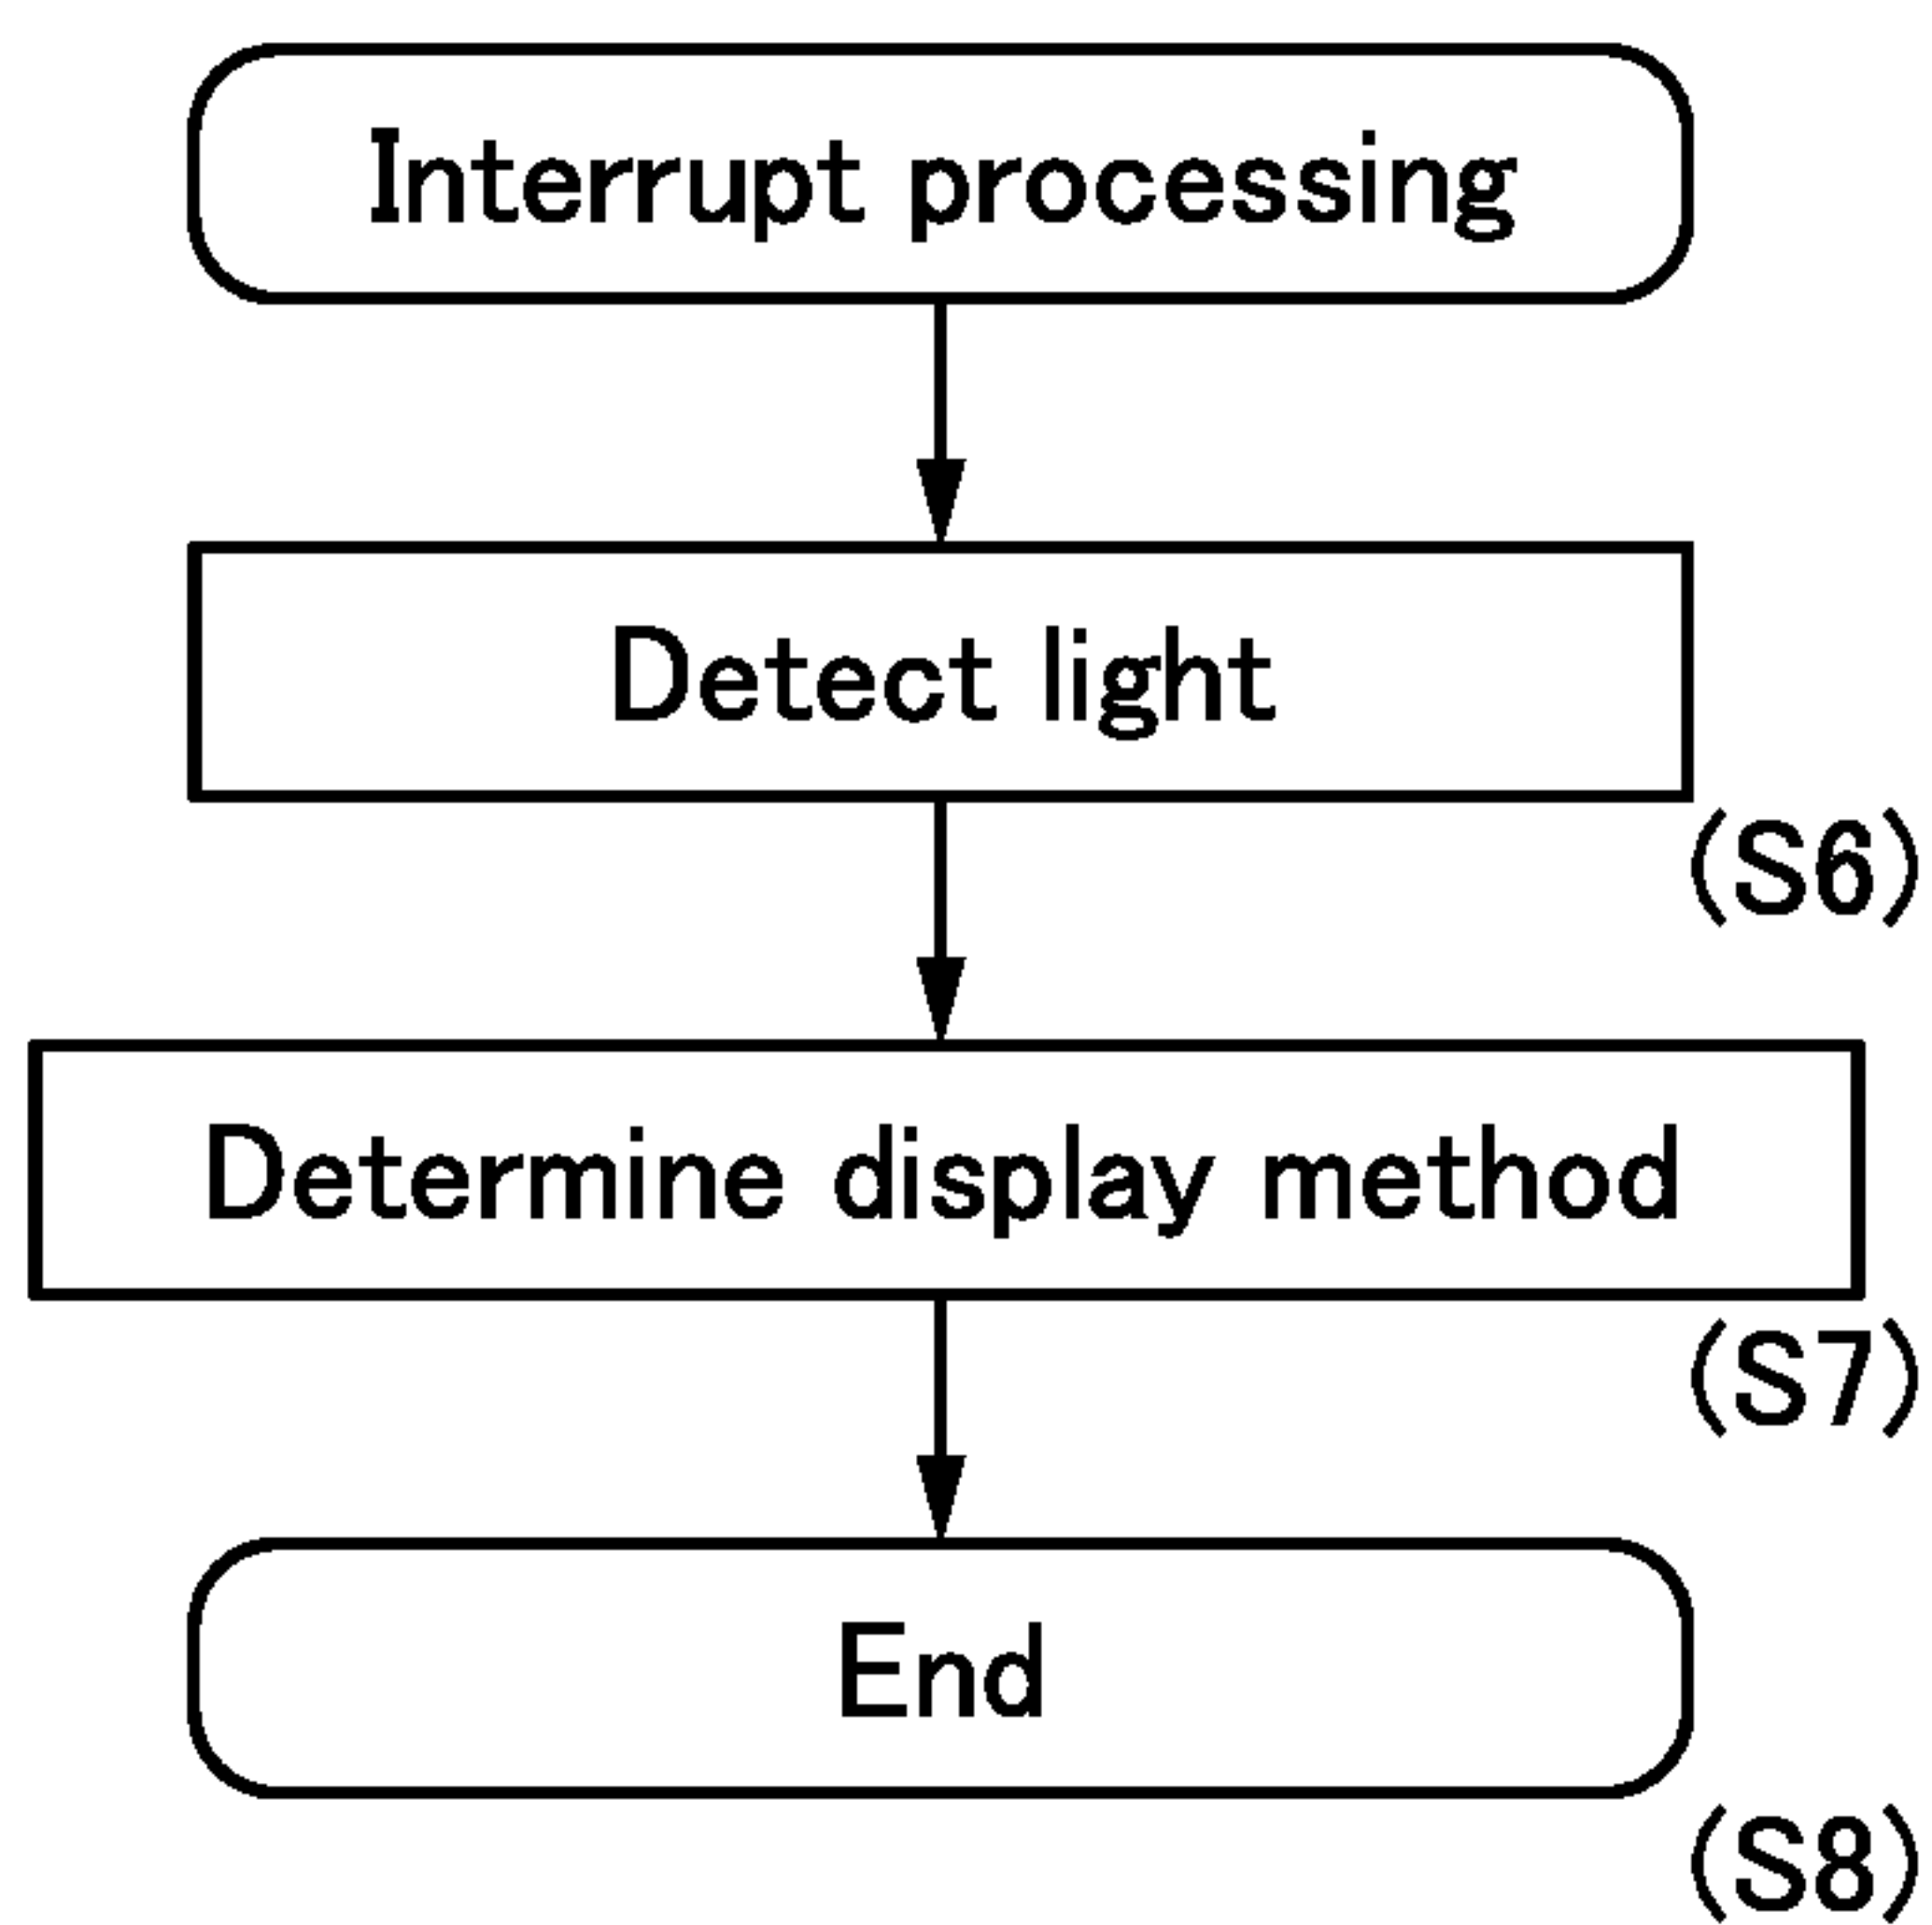 Interrupt processing
Detect light
(S6)
Determine display method
(S7)
End
(S8)